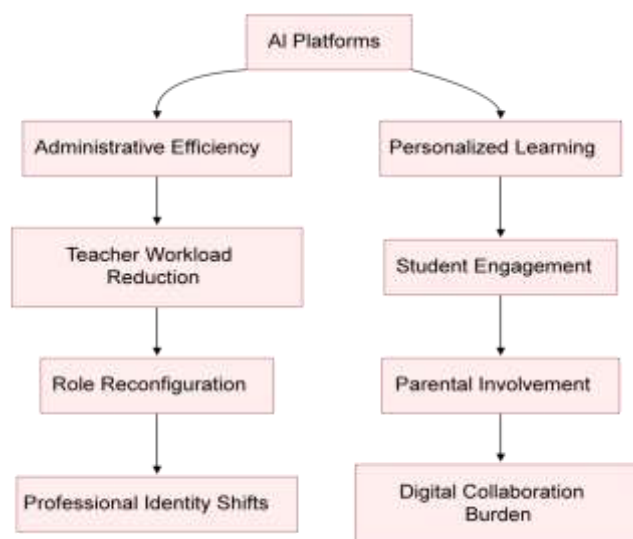 AI Platforms
Administrative Efficiency
Personalized Learning
Teacher Workload
Reduction
Student Engagement
Role Reconfiguration
Parental Involvement
Professional Identity Shifts
Digital Collaboration
Burden